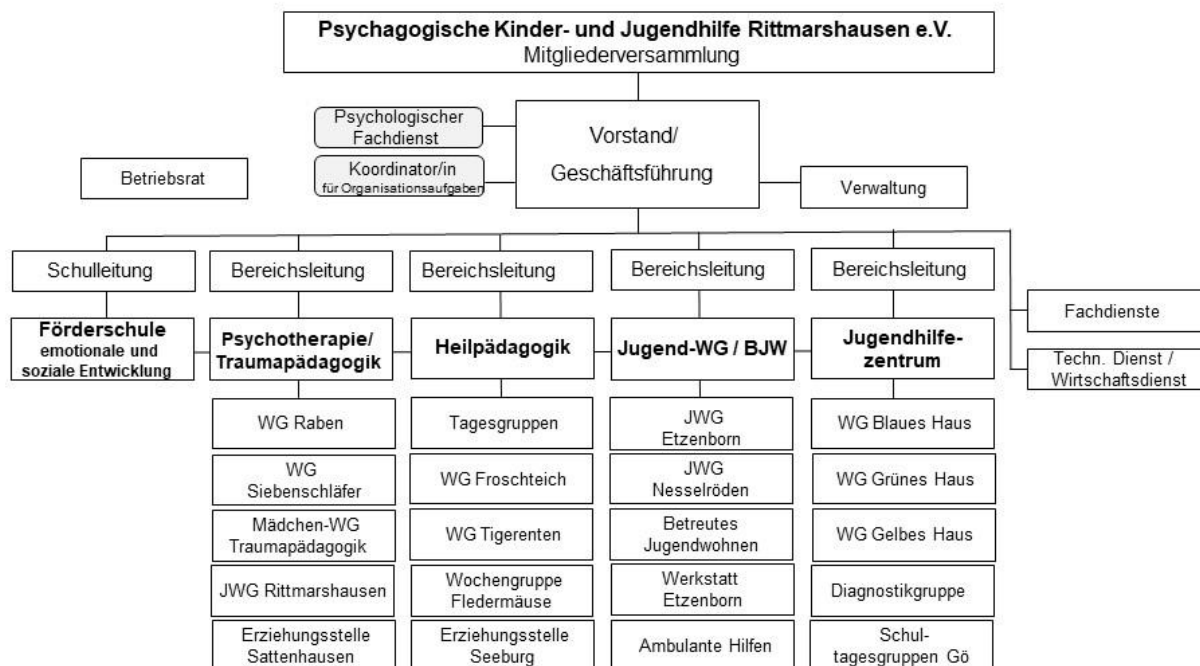 Psychagogische Kinder- und Jugendhilfe Rittmarshausen e.V.
Mitgliederversammlung
Psychologischer
Fachdienst
Vorstand/
Geschäftsführung
Koordinator/in
für Organisationsaufgaben
Betriebsrat
Verwaltung
Schulleitung
Bereichsleitung
Bereichsleitung
Bereichsleitung
Bereichsleitung
Fachdienste
Techn. Dienst /
Wirtschaftsdienst
Förderschule
emotionale und
soziale Entwicklung
Psychotherapie/
Traumapädagogik
Heilpädagogik
Jugend-WG / BJW
Jugendhilfe-
zentrum
WG Raben
Tagesgruppen
JWG
Etzenborn
WG Blaues Haus
WG
Siebenschläfer
WG Froschteich
JWG
Nesselröden
WG Grünes Haus
Mädchen-WG
Traumapädagogik
WG Tigerenten
Betreutes
Jugendwohnen
WG Gelbes Haus
JWG Rittmarshausen
Wochengruppe
Fledermäuse
Werkstatt
Etzenborn
Diagnostikgruppe
Erziehungsstelle
Sattenhausen
Erziehungsstelle
Seeburg
Ambulante Hilfen
Schul-
tagesgruppen Gö